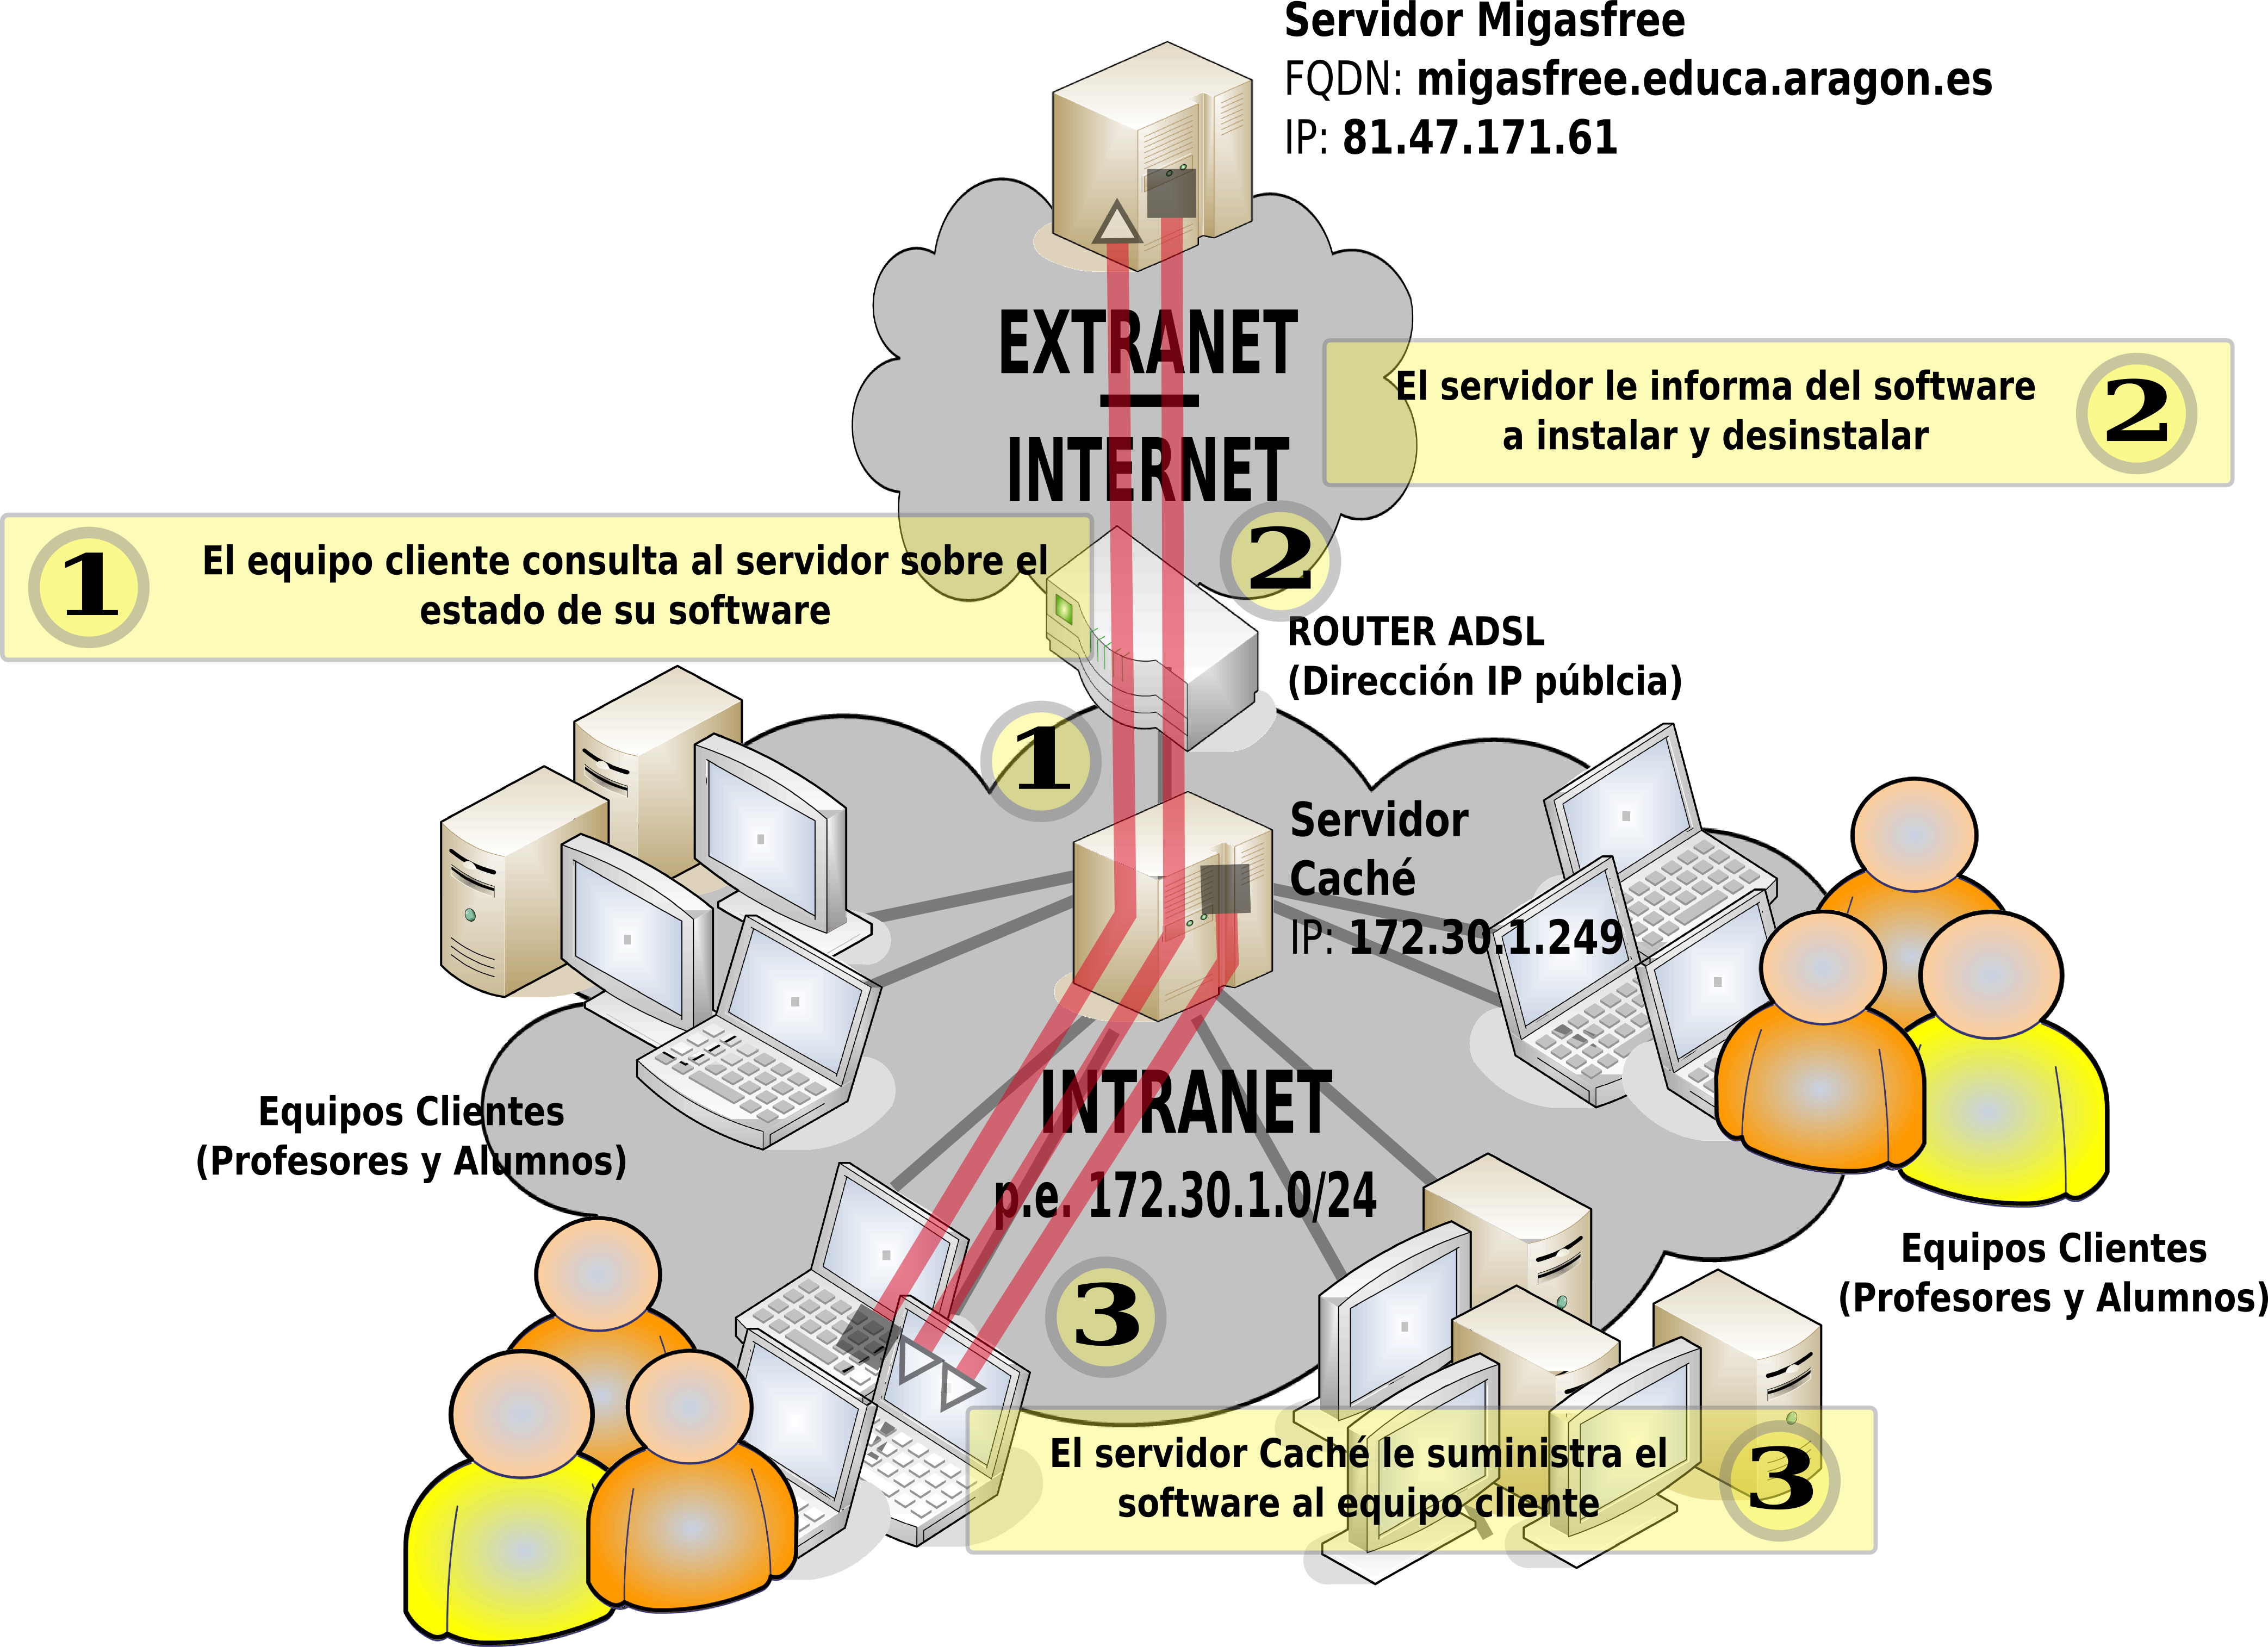 Servidor Migasfree
FQDN: migasfree.educa.aragon.es
IP: 81.47.171.61
EXTRANET
INTERNET
El servidor le informa del software
a instalar y desinstalar
2
1
El equipo cliente consulta al servidor sobre el
estado de su software
2
ROUTER ADSL
(Dirección IP públcia)
1
Servidor
Caché
IP: 172.30.1.249
INTRANET
p.e. 172.30.1.0/24
Equipos Clientes
(Profesores y Alumnos)
Equipos Clientes
(Profesores y Alumnos)
3
El servidor Caché le suministra el
software al equipo cliente
3